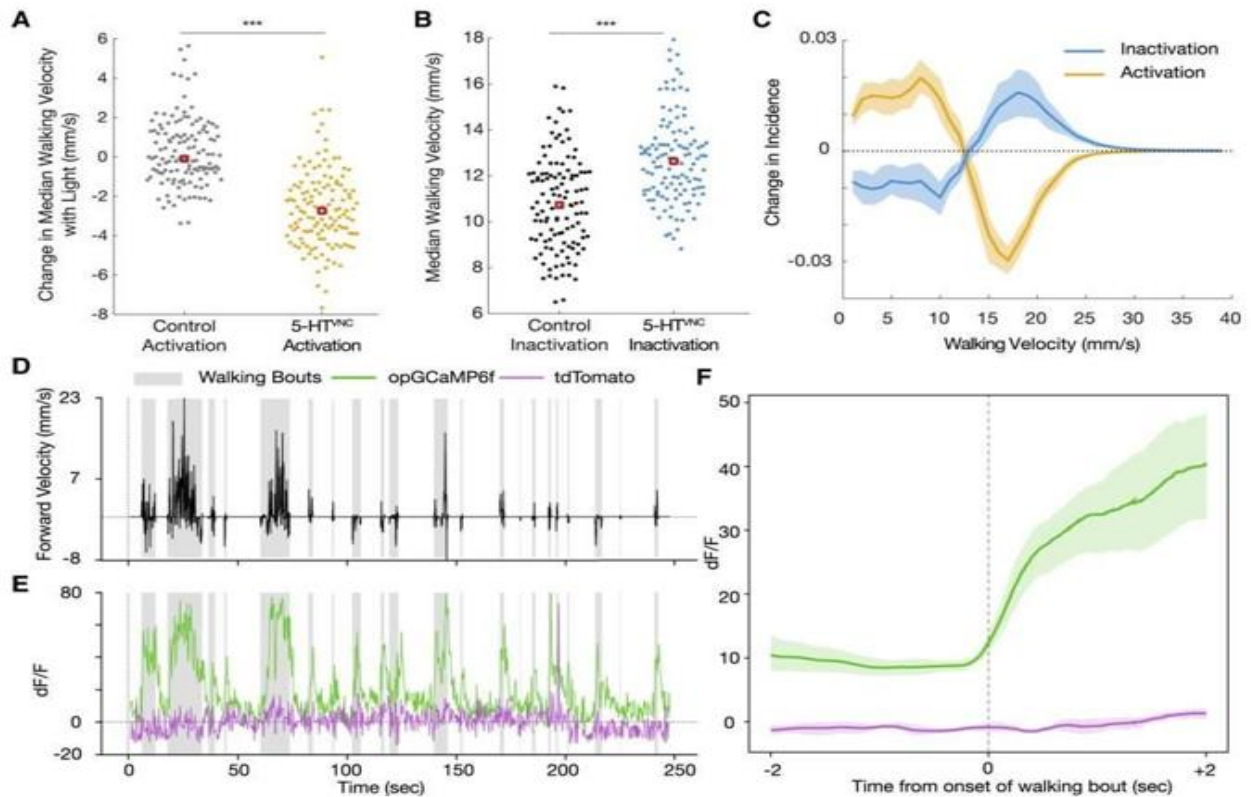 A
***
Change in Median Walking Velocity
with Light (mm/s)
6
4
2
0
-2
-4
-6
-8
Control
Activation
5-HTVNC
Activation
B
***
Median Walking Velocity (mm/s)
18
16
14
12
10
8
6
Control
Inactivation
5-HTVNC
Inactivation
C
Change in Incidence
0.03
0
-0.03
Inactivation
Activation
0 5 10 15 20 25 30 35 40
Walking Velocity (mm/s)
D
Walking Bouts opGCaMP6f tdTomato
Forward Velocity (mm/s)
23
7
-8
E
dF/F
80
0
-20
0 50 100 150 200 250
Time (sec)
F
dF/F
50
40
30
20
10
0
-2 0 +2
Time from onset of walking bout (sec)